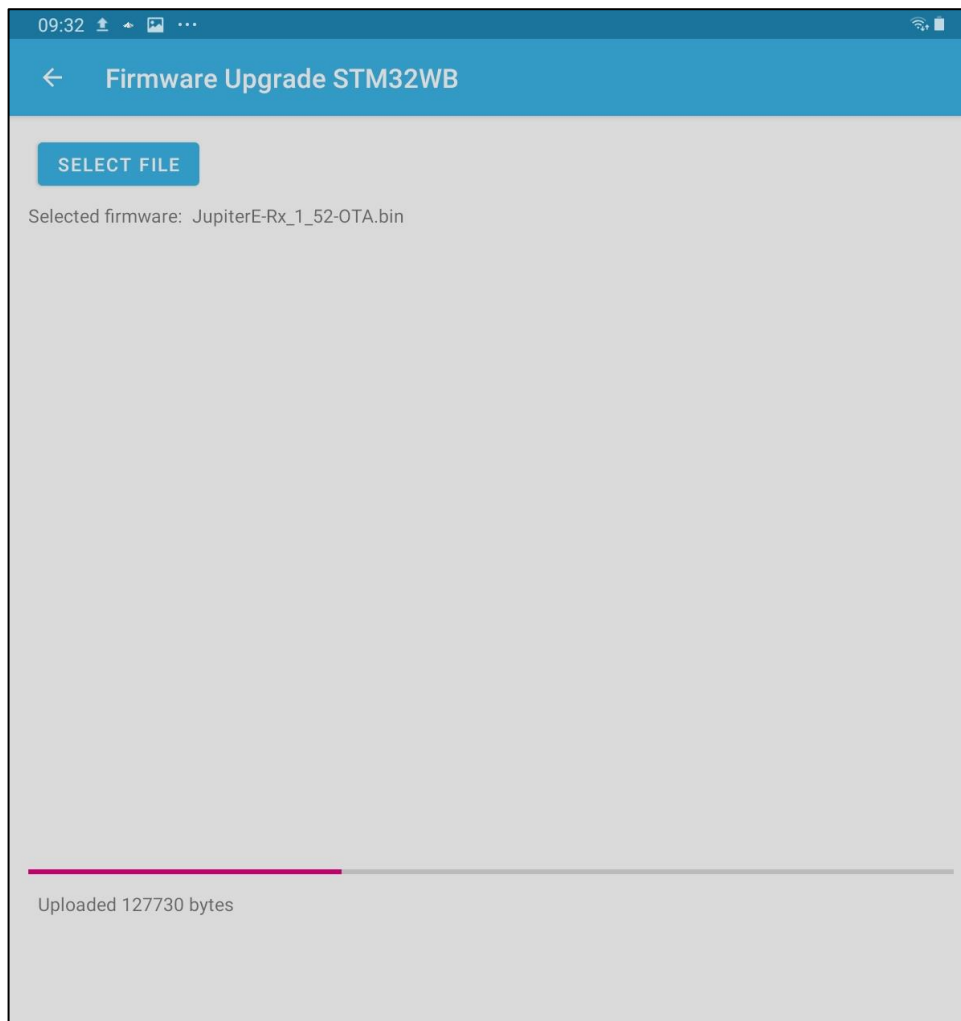 09:32
Firmware Upgrade STM32WB
SELECT FILE
Selected firmware: JupiterE-Rx_1_52-OTA.bin
Uploaded 127730 bytes